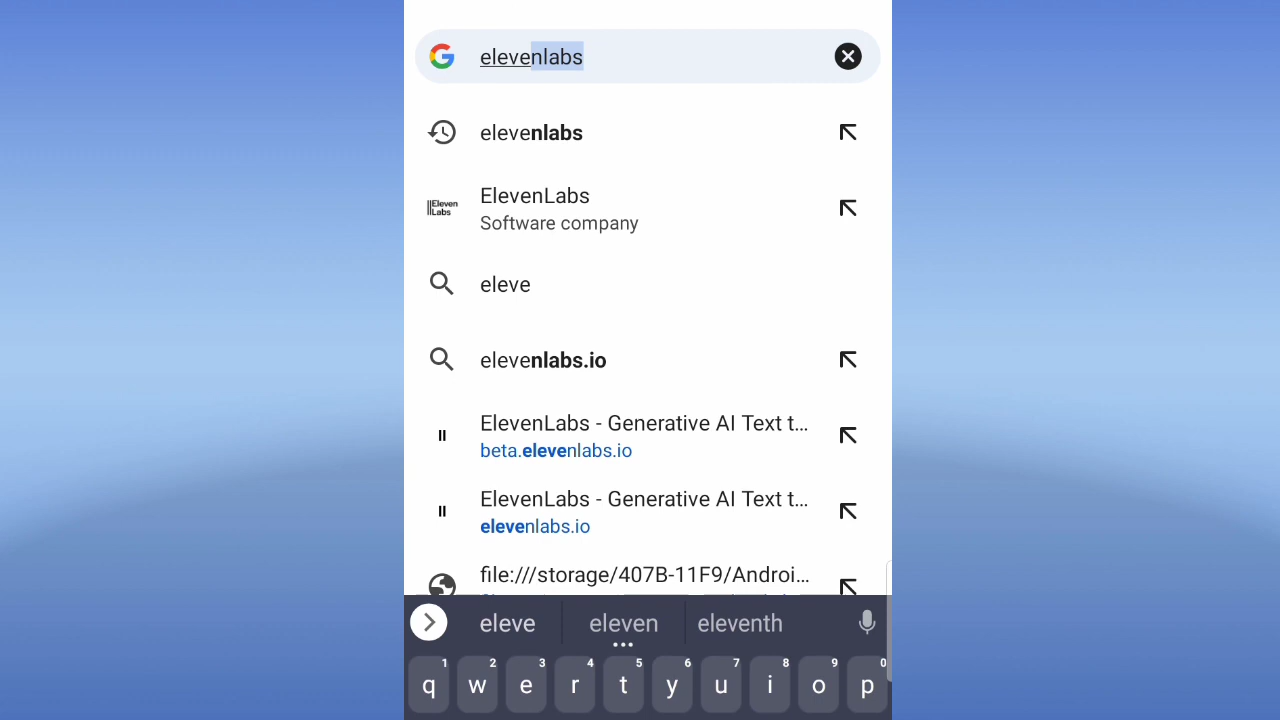 elevenlabs
elevenlabs
ElevenLabs
Eleven
Labs
Software company
eleve
elevenlabs.io
ElevenLabs - Generative AI Text t...
beta.elevenlabs.io
ElevenLabs - Generative AI Text t...
elevenlabs.io
file:///storage/407B-11F9/Androi...
eleve eleven eleventh
1 2 3 4 5 6 7 8 9 0
q w e r t y u i o p